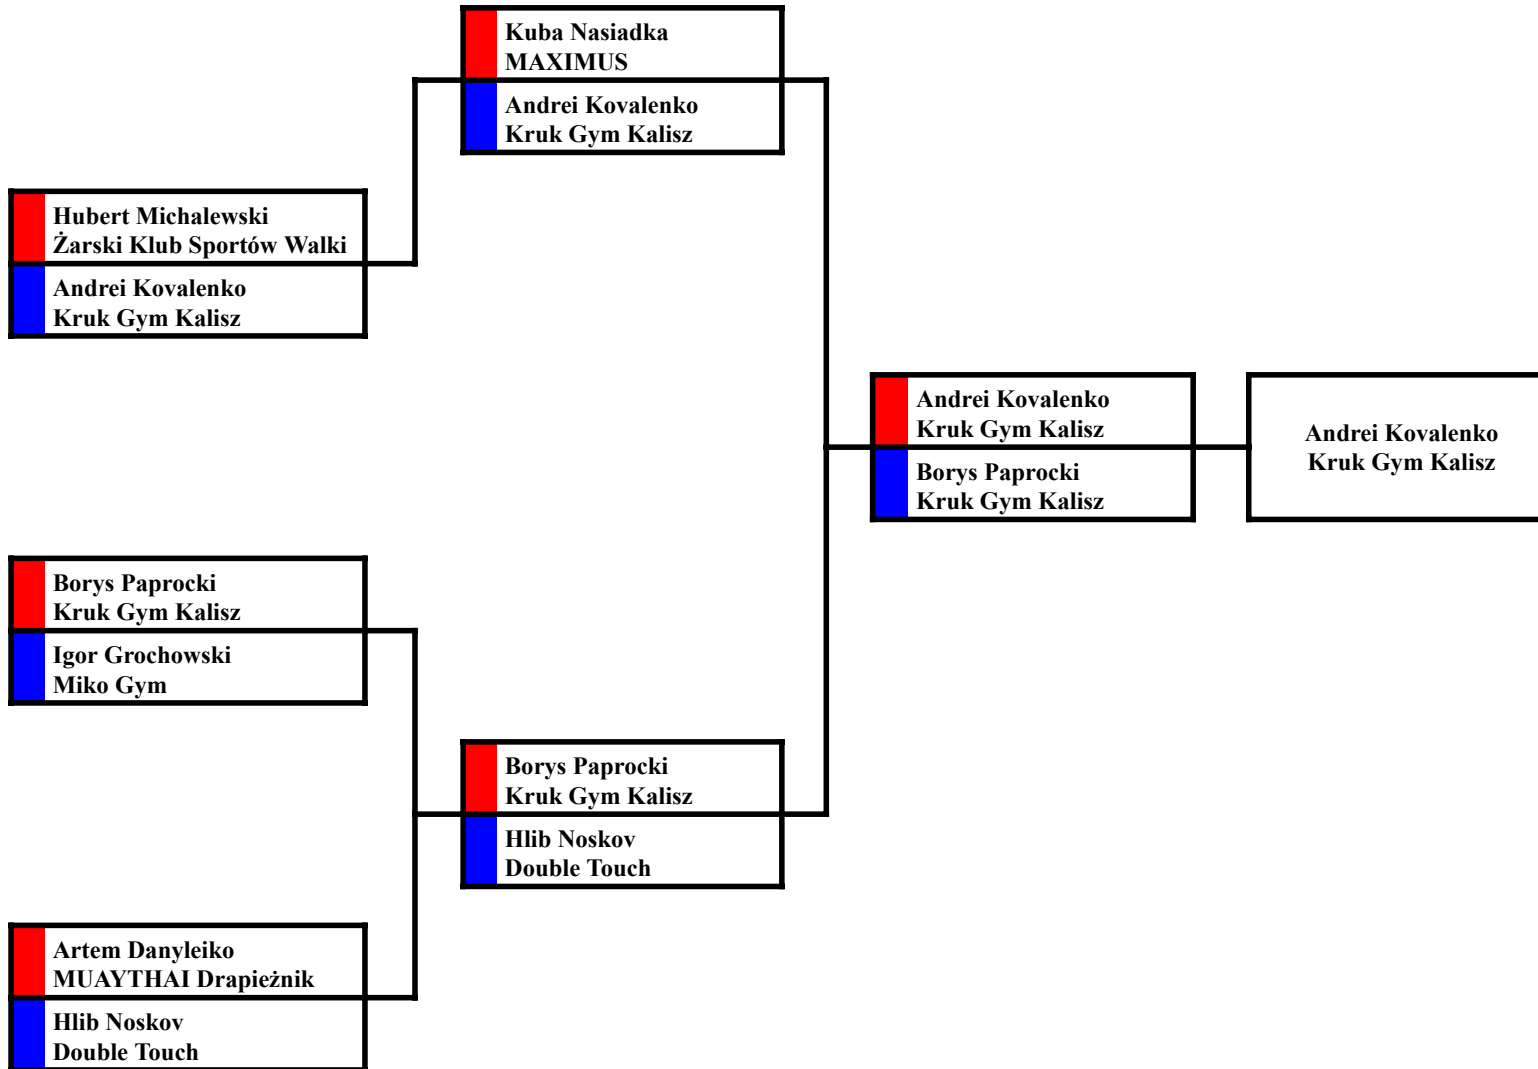 Kuba Nasiadka
MAXIMUS
Andrei Kovalenko
Kruk Gym Kalisz
Hubert Michalewski
Żarski Klub Sportów Walki
Andrei Kovalenko
Kruk Gym Kalisz
Andrei Kovalenko
Kruk Gym Kalisz
Borys Paprocki
Kruk Gym Kalisz
Andrei Kovalenko
Kruk Gym Kalisz
Borys Paprocki
Kruk Gym Kalisz
Igor Grochowski
Miko Gym
Borys Paprocki
Kruk Gym Kalisz
Hlib Noskov
Double Touch
Artem Danyleiko
MUAYTHAI Drapieżnik
Hlib Noskov
Double Touch